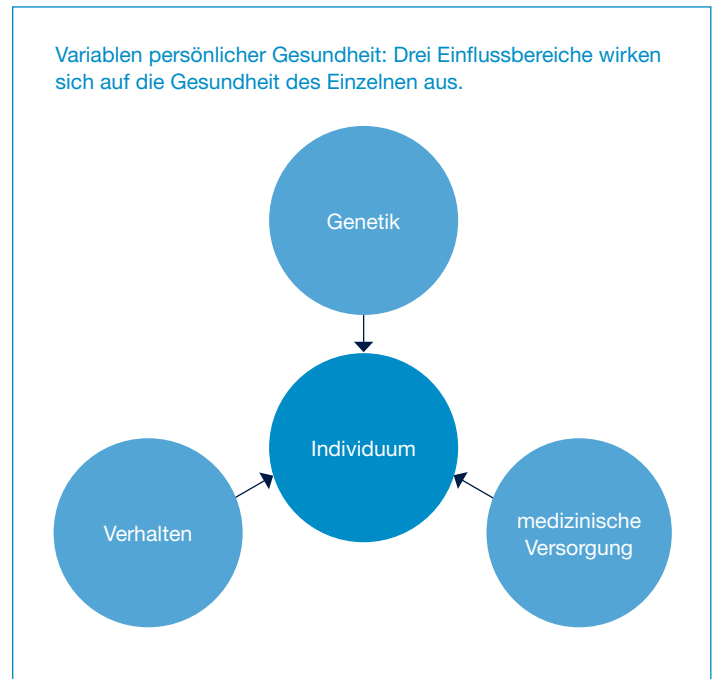 Variablen persönlicher Gesundheit: Drei Einflussbereiche wirken
sich auf die Gesundheit des Einzelnen aus.
Genetik
Individuum
Verhalten
medizinische
Versorgung